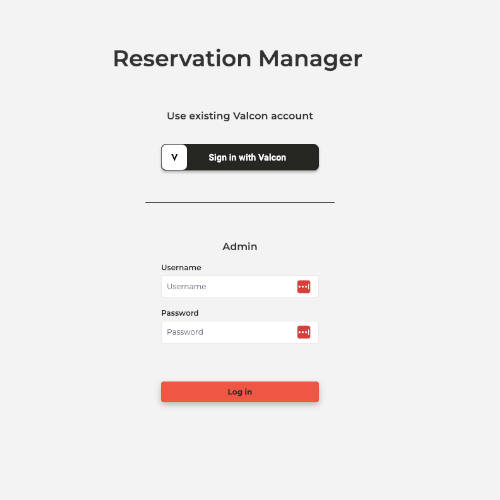 Reservation Manager
Use existing Valcon account
V Sign in with Valcon
Admin
Username
Username
Password
Password
Log in